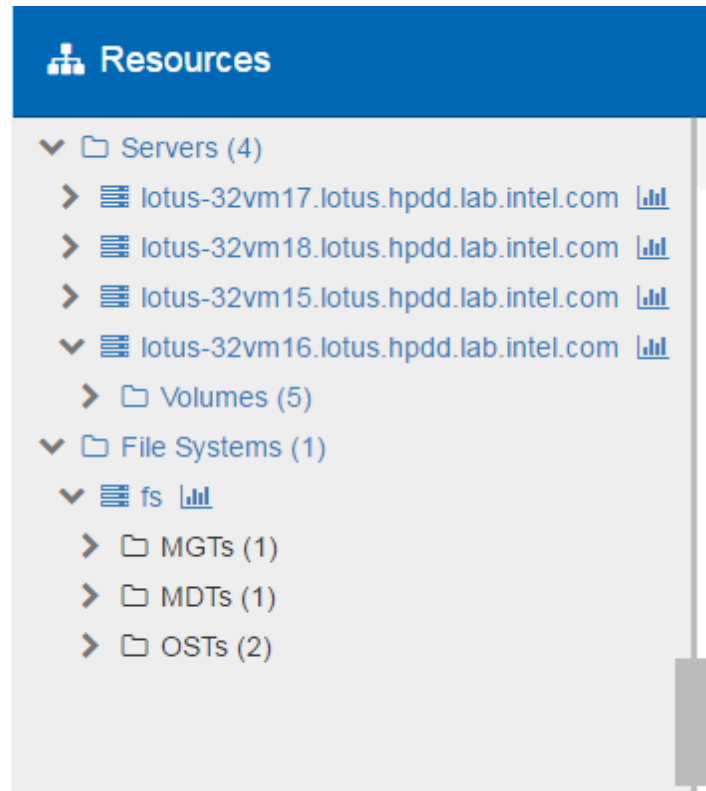 Resources
Servers (4)
lotus-32vm17.lotus.hpdd.lab.intel.com
lotus-32vm18.lotus.hpdd.lab.intel.com
lotus-32vm15.lotus.hpdd.lab.intel.com
lotus-32vm16.lotus.hpdd.lab.intel.com
Volumes (5)
File Systems (1)
fs
MGTs (1)
MDTs (1)
OSTs (2)